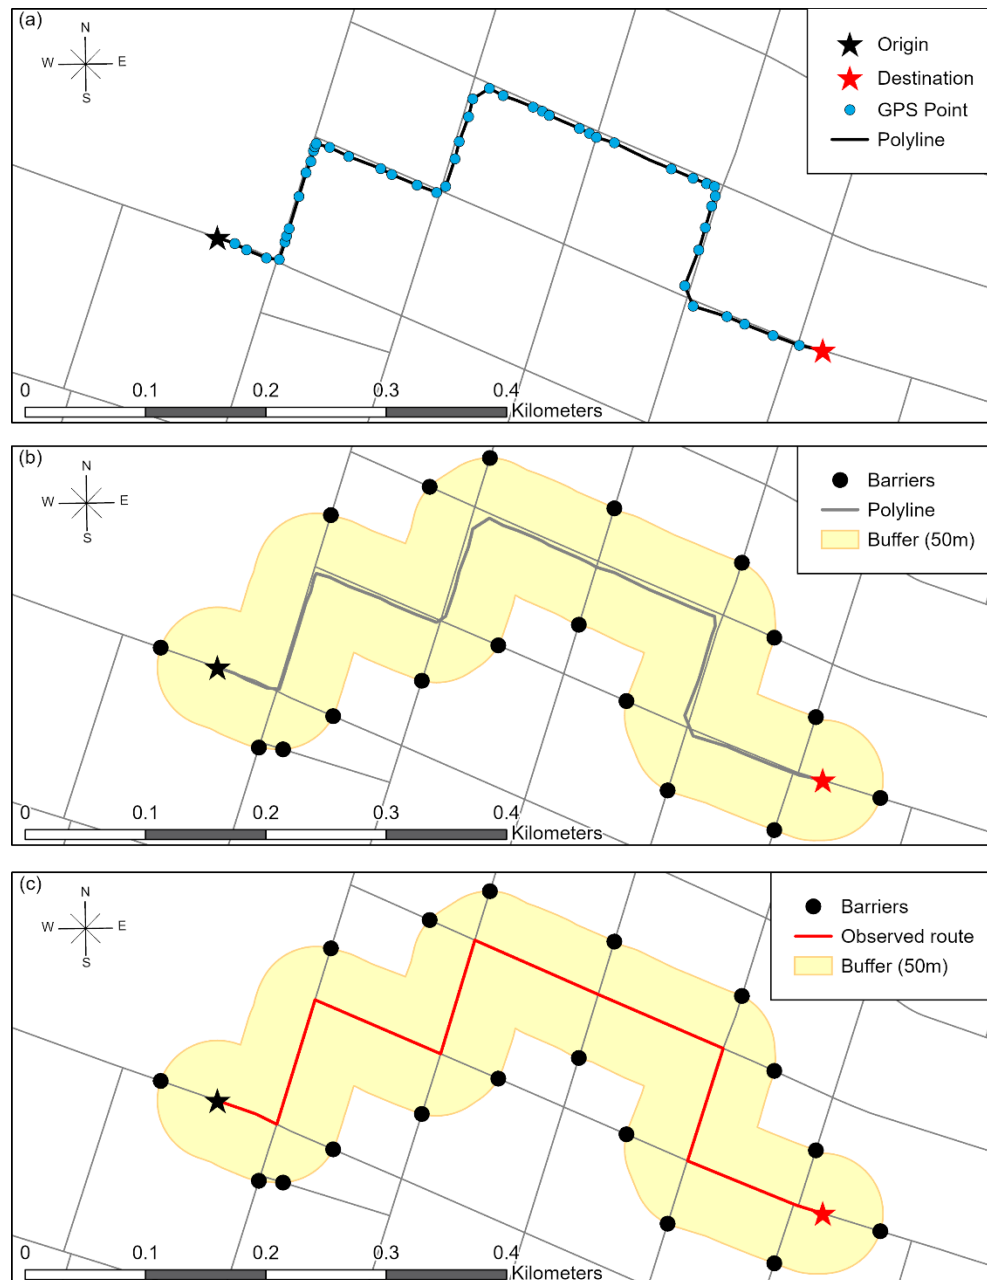 (a)
N
W E
S
Origin
Destination
GPS Point
Polyline
0 0.1 0.2 0.3 0.4
Kilometers
(b)
N
W E
S
Barriers
Polyline
Buffer (50m)
0 0.1 0.2 0.3 0.4
Kilometers
(c)
N
W E
S
Barriers
Observed route
Buffer (50m)
0 0.1 0.2 0.3 0.4
Kilometers